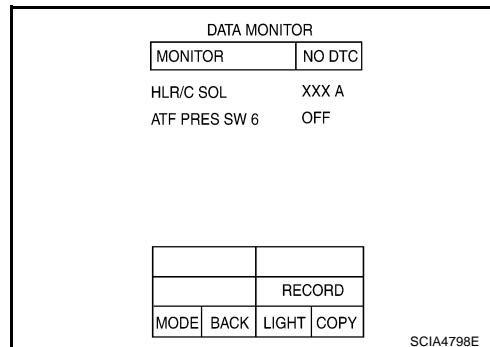 DATA MONITOR
MONITOR NO DTC
HLR/C SOL XXX A
ATF PRES SW 6 OFF
RECORD
MODE BACK LIGHT COPY
SCIA4798E